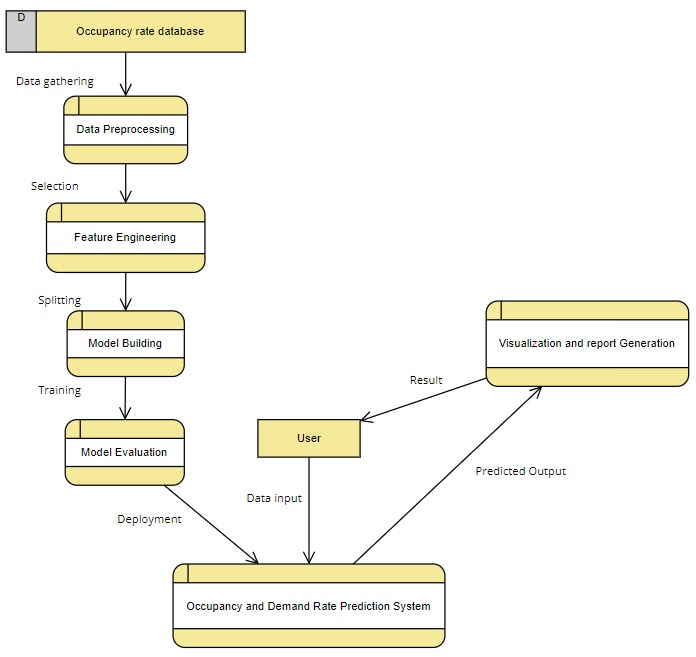 D
Occupancy rate database
Data gathering
Data Preprocessing
Selection
Feature Engineering
Splitting
Model Building
Training
Model Evaluation
Deployment
User
Data input
Result
Visualization and report Generation
Predicted Output
Occupancy and Demand Rate Prediction System